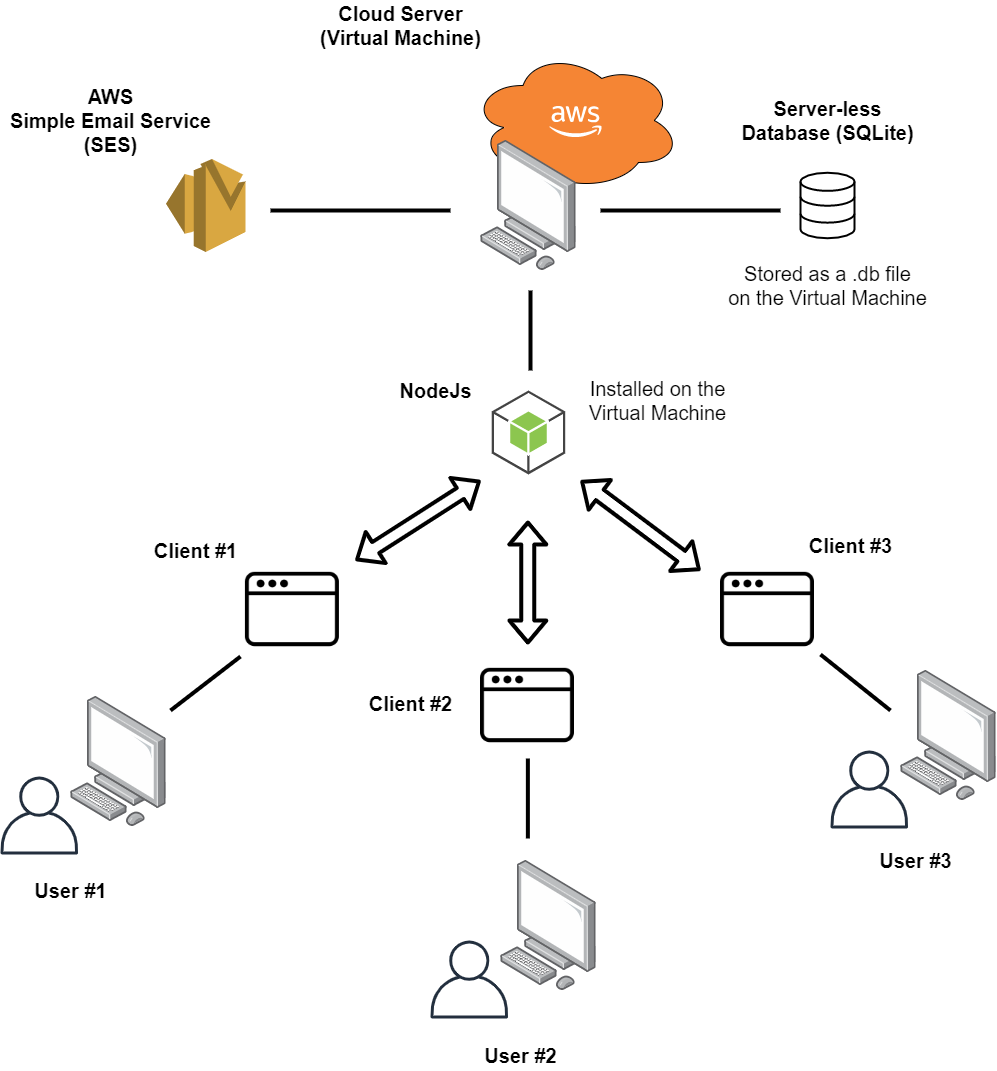 Cloud Server
(Virtual Machine)
AWS
Simple Email Service
(SES)
aws
Server-less
Database (SQLite)
Stored as a .db file
on the Virtual Machine
NodeJs
Installed on the
Virtual Machine
Client #1
Client #3
Client #2
User #1
User #3
User #2